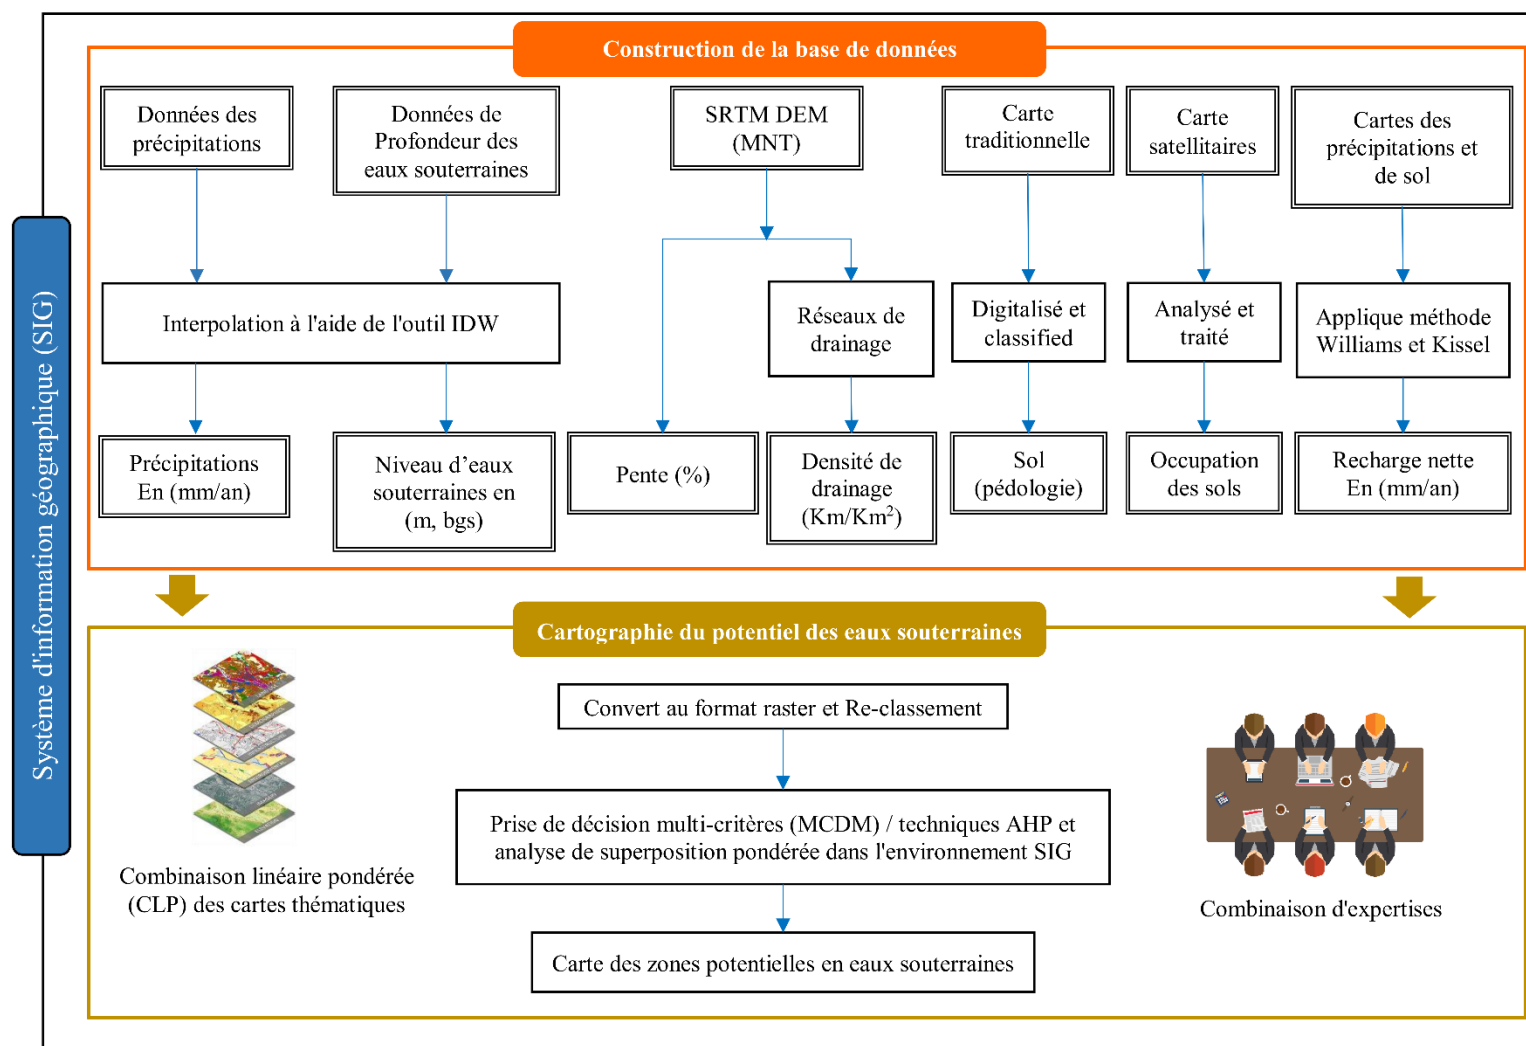 Système d'information géographique (SIG)
Construction de la base de données
Données des
précipitations
Données de
Profondeur des
eaux souterraines
SRTM DEM
(MNT)
Carte
traditionnelle
Carte
satellitaires
Cartes des
précipitations et
de sol
Interpolation à l'aide de l'outil IDW
Réseaux de
drainage
Digitalisé et
classified
Analysé et
traité
Applique méthode
Williams et Kissel
Précipitations
En (mm/an)
Niveau d’eaux
souterraines en
(m, bgs)
Pente (%)
Densité de
drainage
(Km/Km²)
Sol
(pédologie)
Occupation
des sols
Recharge nette
En (mm/an)
Cartographie du potentiel des eaux souterraines
Combinaison linéaire pondérée
(CLP) des cartes thématiques
Convert au format raster et Re-classement
Prise de décision multi-critères (MCDM) / techniques AHP et
analyse de superposition pondérée dans l'environnement SIG
Carte des zones potentielles en eaux souterraines
Combinaison d'expertises